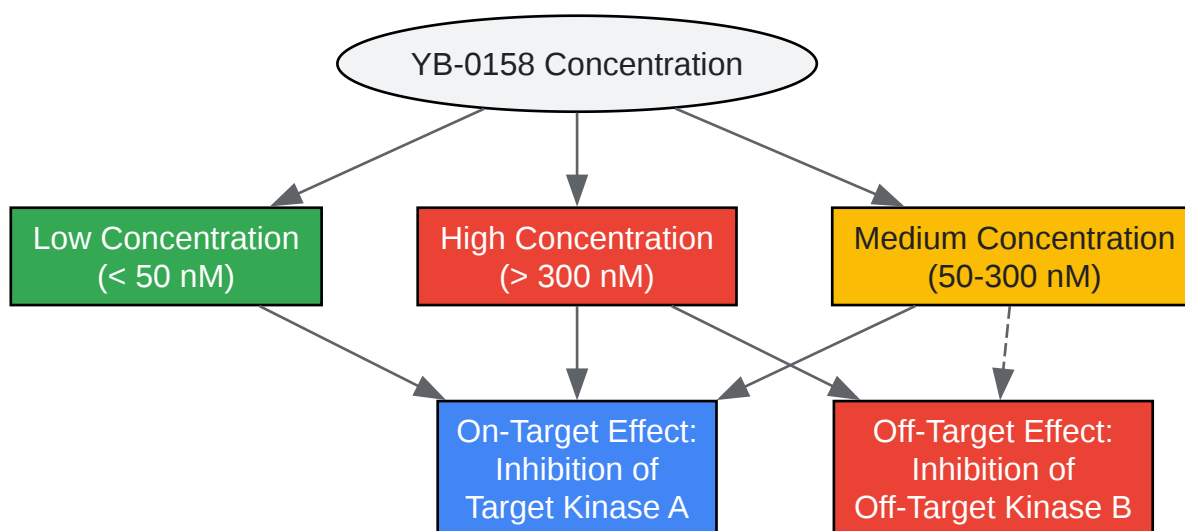 YB-0158 Concentration
Low Concentration
(< 50 nM)
High Concentration
(> 300 nM)
Medium Concentration
(50-300 nM)
On-Target Effect:
Inhibition of
Target Kinase A
Off-Target Effect:
Inhibition of
Off-Target Kinase B